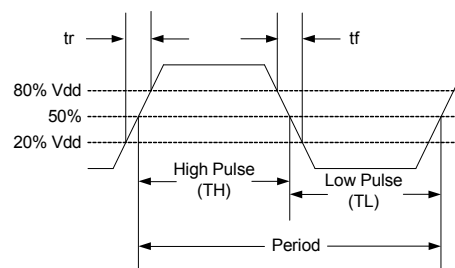 tr
tf
80% Vdd
50%
20% Vdd
High Pulse
(TH)
Low Pulse
(TL)
Period